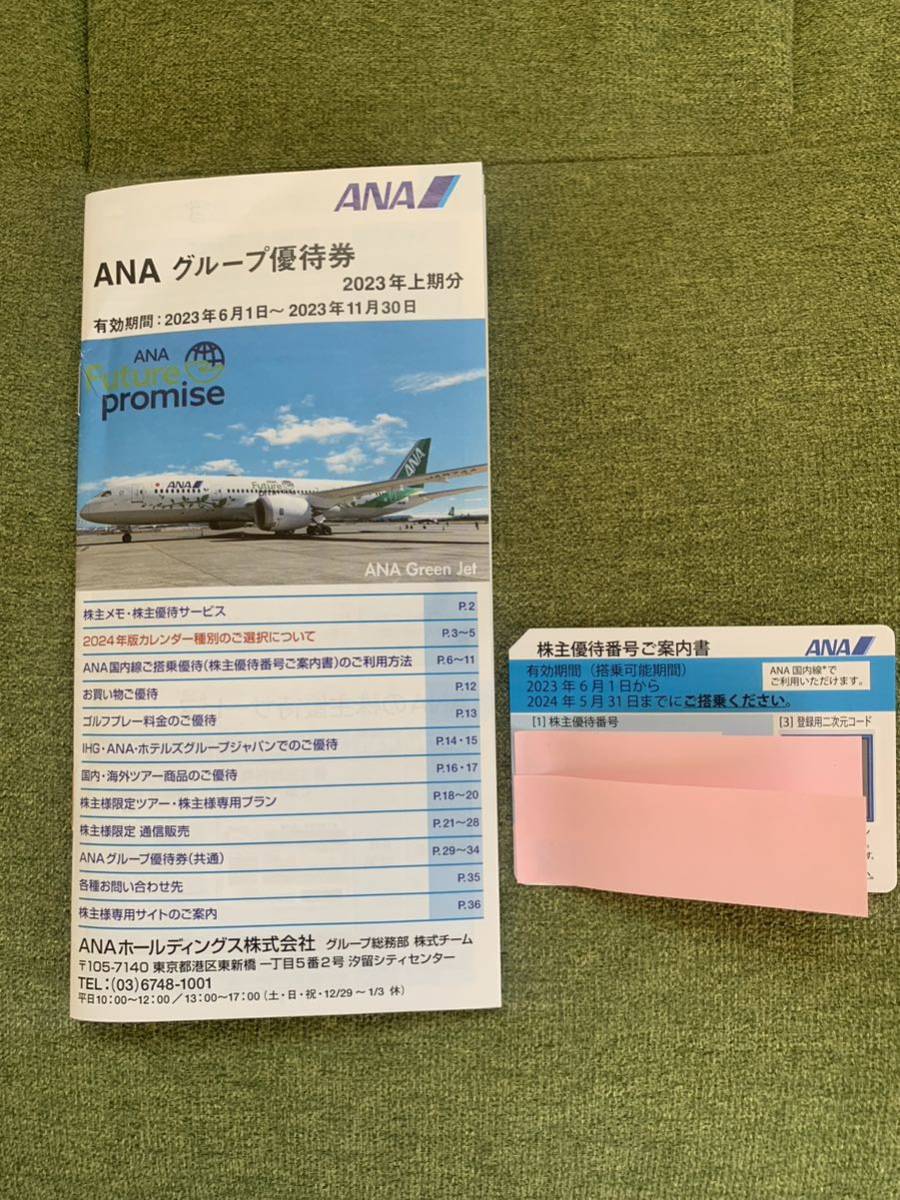 ANA
ANA グループ優待券
2023年上期分
有効期間：2023年6月1日～2023年11月30日
ANA
Future
promise
ANA
Future
ANA
ANA Green Jet
株主メモ・株主優待サービス P.2
2024年版カレンダー種別のご選択について P.3～5
ANA国内線ご搭乗優待(株主優待番号ご案内書)のご利用方法 P.6～11
お買い物ご優待 P.12
ゴルフプレー料金のご優待 P.13
IHG・ANA・ホテルズグループジャパンでのご優待 P.14・15
国内・海外ツアー商品のご優待 P.16・17
株主様限定ツアー・株主様専用プラン P.18～20
株主様限定 通信販売 P.21～28
ANAグループ優待券(共通) P.29～34
各種お問い合わせ先 P.35
株主様専用サイトのご案内 P.36
ANAホールディングス株式会社 グループ総務部 株式チーム
〒105-7140 東京都港区東新橋一丁目5番2号 汐留シティセンター
TEL：(03)6748-1001
平日10：00～12：00／13：00～17：00（土・日・祝・12/29～1/3 休）
株主優待番号ご案内書 ANA
有効期間（搭乗可能期間）
2023年6月1日から
2024年5月31日までにご搭乗ください。
ANA国内線*で
ご利用いただけます。
[1] 株主優待番号
[3] 登録用二次元コード